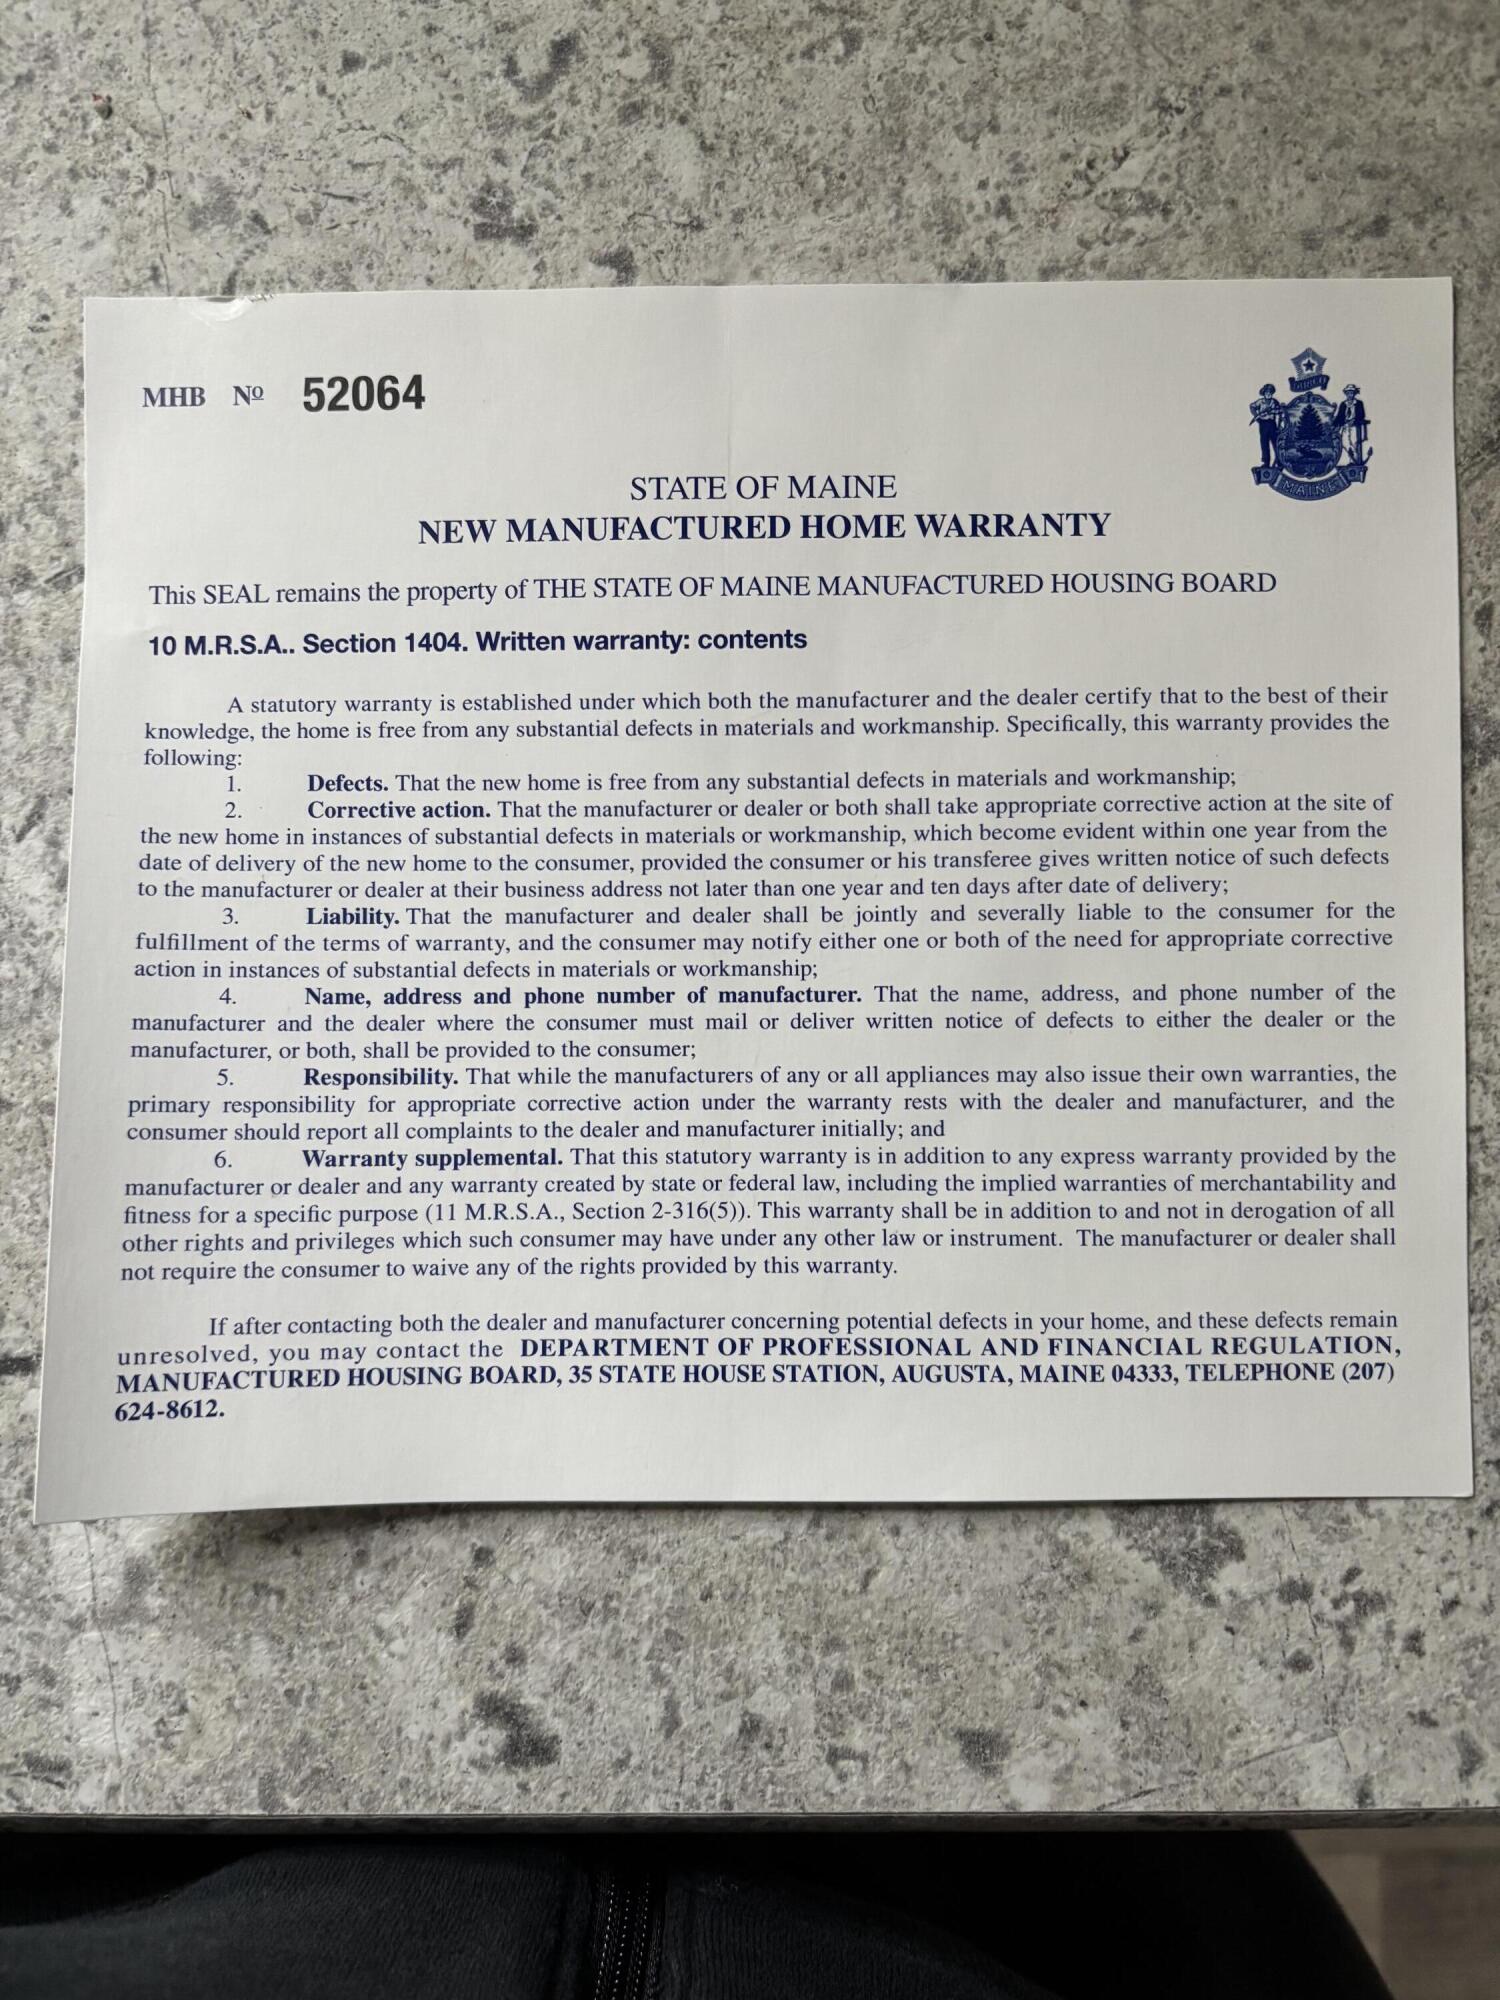 MHB Nº 52064
STATE OF MAINE
NEW MANUFACTURED HOME WARRANTY
This SEAL remains the property of THE STATE OF MAINE MANUFACTURED HOUSING BOARD
10 M.R.S.A.. Section 1404. Written warranty: contents
A statutory warranty is established under which both the manufacturer and the dealer certify that to the best of their
knowledge, the home is free from any substantial defects in materials and workmanship. Specifically, this warranty provides the
following:
1. Defects. That the new home is free from any substantial defects in materials and workmanship;
2. Corrective action. That the manufacturer or dealer or both shall take appropriate corrective action at the site of
the new home in instances of substantial defects in materials or workmanship, which become evident within one year from the
date of delivery of the new home to the consumer, provided the consumer or his transferee gives written notice of such defects
to the manufacturer or dealer at their business address not later than one year and ten days after date of delivery;
3. Liability. That the manufacturer and dealer shall be jointly and severally liable to the consumer for the
fulfillment of the terms of warranty, and the consumer may notify either one or both of the need for appropriate corrective
action in instances of substantial defects in materials or workmanship;
4. Name, address and phone number of manufacturer. That the name, address, and phone number of the
manufacturer and the dealer where the consumer must mail or deliver written notice of defects to either the dealer or the
manufacturer, or both, shall be provided to the consumer;
5. Responsibility. That while the manufacturers of any or all appliances may also issue their own warranties, the
primary responsibility for appropriate corrective action under the warranty rests with the dealer and manufacturer, and the
consumer should report all complaints to the dealer and manufacturer initially; and
6. Warranty supplemental. That this statutory warranty is in addition to any express warranty provided by the
manufacturer or dealer and any warranty created by state or federal law, including the implied warranties of merchantability and
fitness for a specific purpose (11 M.R.S.A., Section 2-316(5)). This warranty shall be in addition to and not in derogation of all
other rights and privileges which such consumer may have under any other law or instrument. The manufacturer or dealer shall
not require the consumer to waive any of the rights provided by this warranty.
If after contacting both the dealer and manufacturer concerning potential defects in your home, and these defects remain
unresolved, you may contact the DEPARTMENT OF PROFESSIONAL AND FINANCIAL REGULATION,
MANUFACTURED HOUSING BOARD, 35 STATE HOUSE STATION, AUGUSTA, MAINE 04333, TELEPHONE (207)
624-8612.
DIRIGO
MAINE